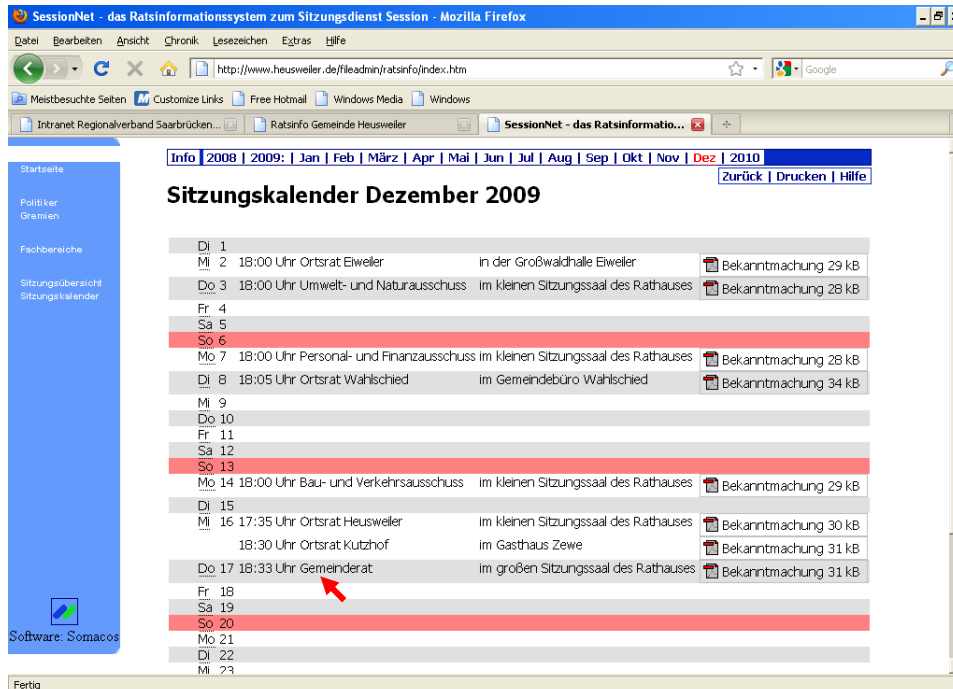 SessionNet - das Ratsinformationssystem zum Sitzungsdienst Session - Mozilla Firefox
Datei Bearbeiten Ansicht Chronik Lesezeichen Extras Hilfe
http://www.heusweiler.de/fileadmin/ratsinfo/index.htm Google
Meistbesuchte Seiten Customize Links Free Hotmail Windows Media Windows
Intranet Regionalverband Saarbrücken... Ratsinfo Gemeinde Heusweiler SessionNet - das Ratsinformatio...
Info 2008 | 2009: | Jan | Feb | März | Apr | Mai | Jun | Jul | Aug | Sep | Okt | Nov | Dez | 2010
Zurück | Drucken | Hilfe
Startseite
Politiker
Gremien
Fachbereiche
Sitzungsübersicht
Sitzungskalender
Software: Somacos
Sitzungskalender Dezember 2009
Di 1
Mi 2 18:00 Uhr Ortsrat Eiweiler in der Großwaldhalle Eiweiler Bekanntmachung 29 kB
Do 3 18:00 Uhr Umwelt- und Naturausschuss im kleinen Sitzungssaal des Rathauses Bekanntmachung 28 kB
Fr 4
Sa 5
So 6
Mo 7 18:00 Uhr Personal- und Finanzausschuss im kleinen Sitzungssaal des Rathauses Bekanntmachung 28 kB
Di 8 18:05 Uhr Ortsrat Wahlschied im Gemeindebüro Wahlschied Bekanntmachung 34 kB
Mi 9
Do 10
Fr 11
Sa 12
So 13
Mo 14 18:00 Uhr Bau- und Verkehrsausschuss im kleinen Sitzungssaal des Rathauses Bekanntmachung 29 kB
Di 15
Mi 16 17:35 Uhr Ortsrat Heusweiler im kleinen Sitzungssaal des Rathauses Bekanntmachung 30 kB
18:30 Uhr Ortsrat Kutzhof im Gasthaus Zewe Bekanntmachung 31 kB
Do 17 18:33 Uhr Gemeinderat im großen Sitzungssaal des Rathauses Bekanntmachung 31 kB
Fr 18
Sa 19
So 20
Mo 21
Di 22
Mi 23
Fertig